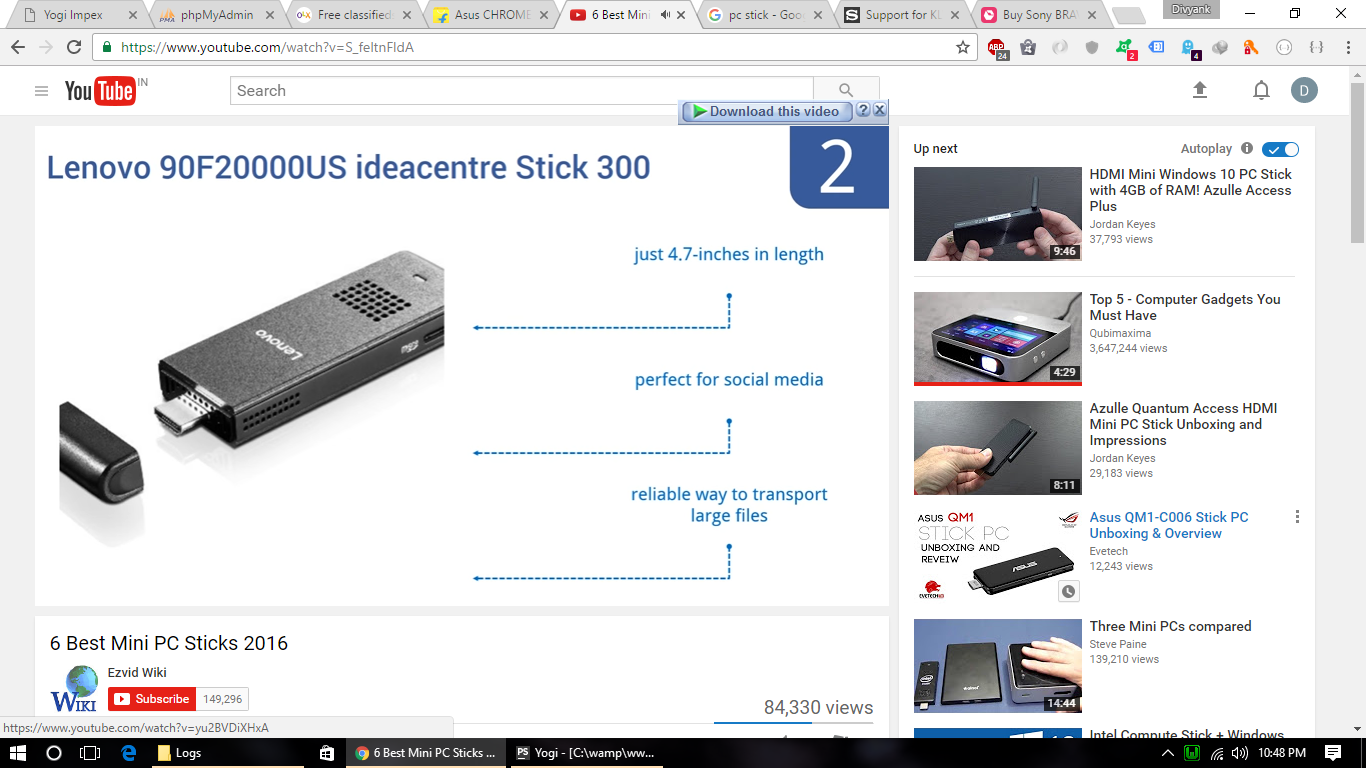 Yogi Impex
phpMyAdmin
Free classified
Asus CHROME
6 Best Mini
pc stick - Goo
Support for KL
Buy Sony BRA
Divyank
https://www.youtube.com/watch?v=S_feltnFIdA
ABP
24
2
4
YouTube IN
Search
D
Download this video
? X
Lenovo 90F20000US ideacentre Stick 300
2
just 4.7-inches in length
perfect for social media
reliable way to transport
large files
Lenovo
6 Best Mini PC Sticks 2016
Ezvid Wiki
WIKI
Subscribe 149,296
84,330 views
https://www.youtube.com/watch?v=yu2BVDiXHxA
Up next
Autoplay
HDMI Mini Windows 10 PC Stick
with 4GB of RAM! Azulle Access
Plus
Jordan Keyes
37,793 views
9:46
Top 5 - Computer Gadgets You
Must Have
Qubimaxima
3,647,244 views
4:29
Azulle Quantum Access HDMI
Mini PC Stick Unboxing and
Impressions
Jordan Keyes
29,183 views
8:11
ASUS QM1
STICK PC
UNBOXING AND
REVEIW
ASUS
EVETECH
Asus QM1-C006 Stick PC
Unboxing & Overview
Evetech
12,243 views
Three Mini PCs compared
Steve Paine
139,210 views
14:44
Intel Compute Stick + Windows
Logs
6 Best Mini PC Sticks ...
Yogi - [C:\wamp\ww...
10:48 PM